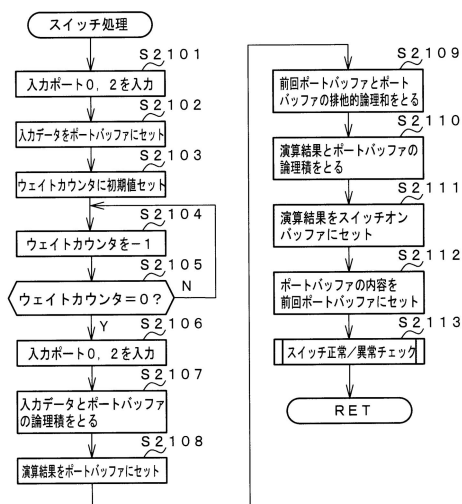 スイッチ処理
S2101
入力ポート0，2を入力
S2102
入力データをポートバッファにセット
S2103
ウェイトカウンタに初期値セット
S2104
ウェイトカウンタを－1
S2105
ウェイトカウンタ＝0？
N
Y
S2106
入力ポート0，2を入力
S2107
入力データとポートバッファ
の論理積をとる
S2108
演算結果をポートバッファにセット
S2109
前回ポートバッファとポート
バッファの排他的論理和をとる
S2110
演算結果とポートバッファの
論理積をとる
S2111
演算結果をスイッチオン
バッファにセット
S2112
ポートバッファの内容を
前回ポートバッファにセット
S2113
スイッチ正常／異常チェック
RET